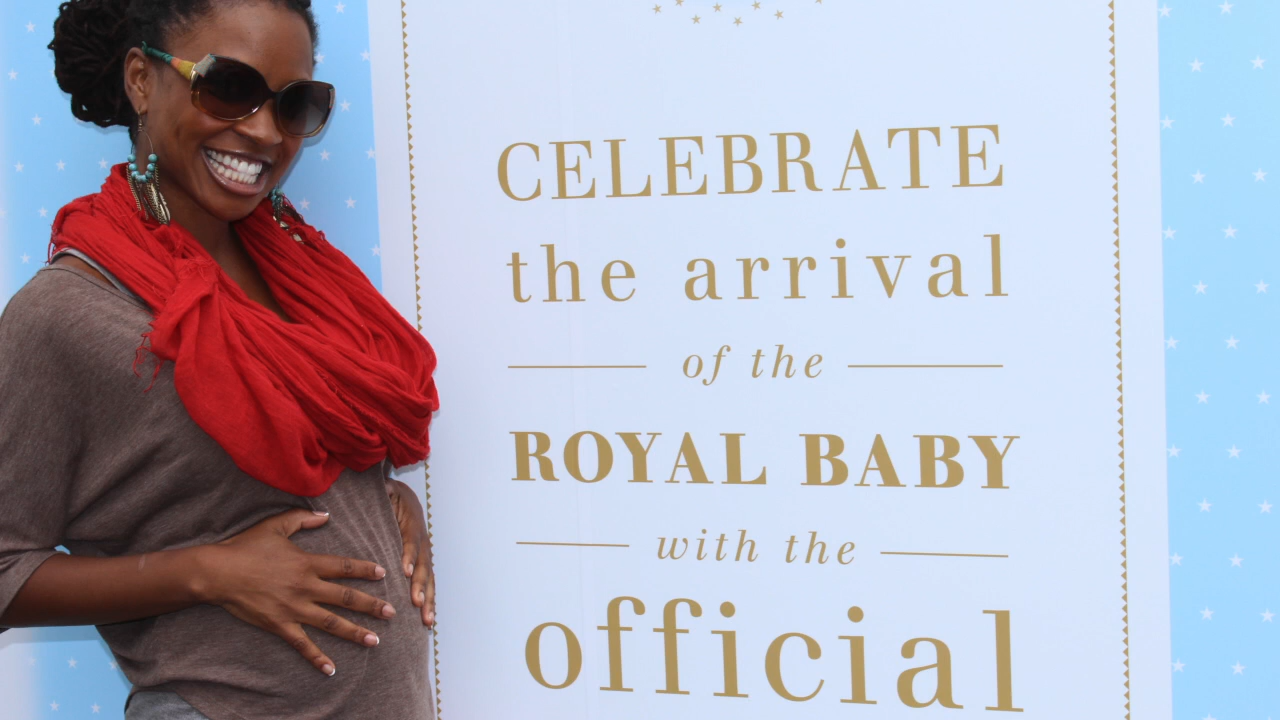 CELEBRATE
the arrival
of the
ROYAL BABY
with the
official